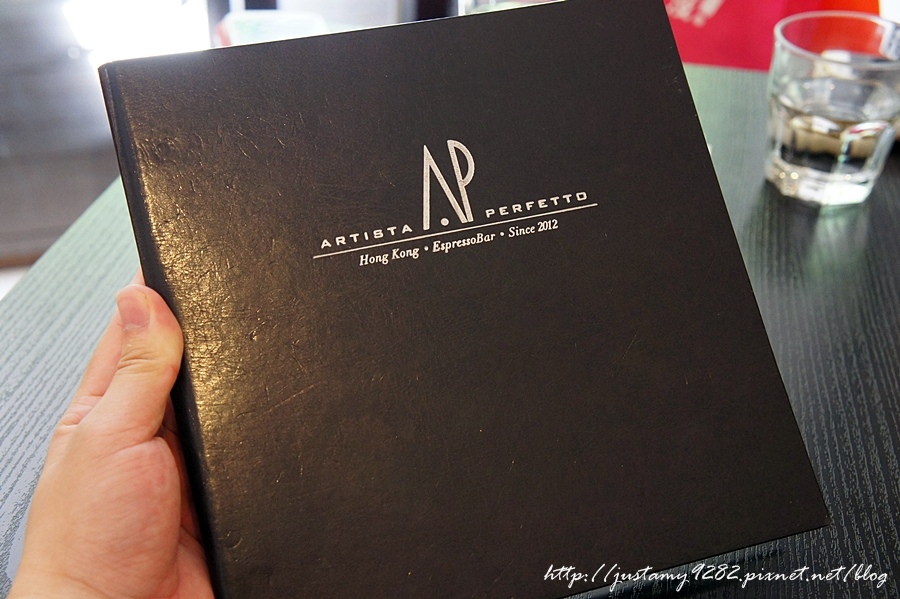 A.P
ARTISTA PERFETTO
Hong Kong • EspressoBar • Since 2012
http://justamy9282.pixnet.net/blog